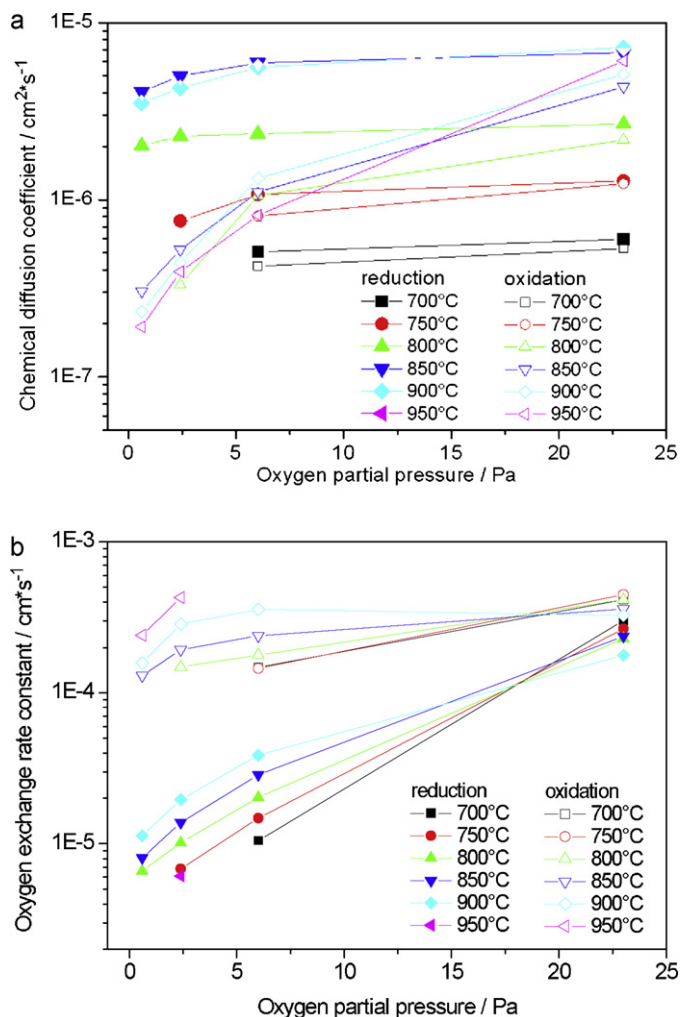 a
1E-5
1E-6
1E-7
Chemical diffusion coefficient / cm²*s⁻¹
reduction oxidation
700°C 700°C
750°C 750°C
800°C 800°C
850°C 850°C
900°C 900°C
950°C 950°C
0 5 10 15 20 25
Oxygen partial pressure / Pa
b
1E-3
1E-4
1E-5
Oxygen exchange rate constant / cm*s⁻¹
reduction oxidation
700°C 700°C
750°C 750°C
800°C 800°C
850°C 850°C
900°C 900°C
950°C 950°C
0 5 10 15 20 25
Oxygen partial pressure / Pa